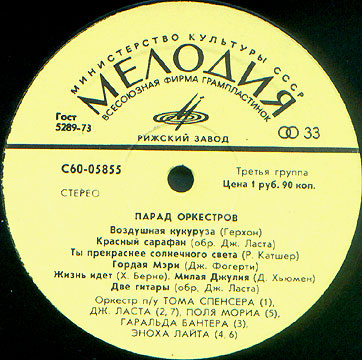 МИНИСТЕРСТВО КУЛЬТУРЫ СССР
МЕЛОДИЯ
ВСЕСОЮЗНАЯ ФИРМА ГРАМПЛАСТИНОК
Гост
5289-73
РИЖСКИЙ ЗАВОД
33
С60-05855
Третья группа
СТЕРЕО
Цена 1 руб. 90 коп.
ПАРАД ОРКЕСТРОВ
Воздушная кукуруза (Герхон)
Красный сарафан (обр. Дж. Ласта)
Ты прекраснее солнечного света (Р. Катшер)
Гордая Мэри (Дж. Фогерти)
Жизнь идет (Х. Берне). Милая Джулия (Д. Хьюмен)
Две гитары (обр. Дж. Ласта)
Оркестр п/у ТОМА СПЕНСЕРА (1),
ДЖ. ЛАСТА (2, 7), ПОЛЯ МОРИА (5),
ГАРАЛЬДА БАНТЕРА (3),
ЭНОХА ЛАЙТА (4, 6)